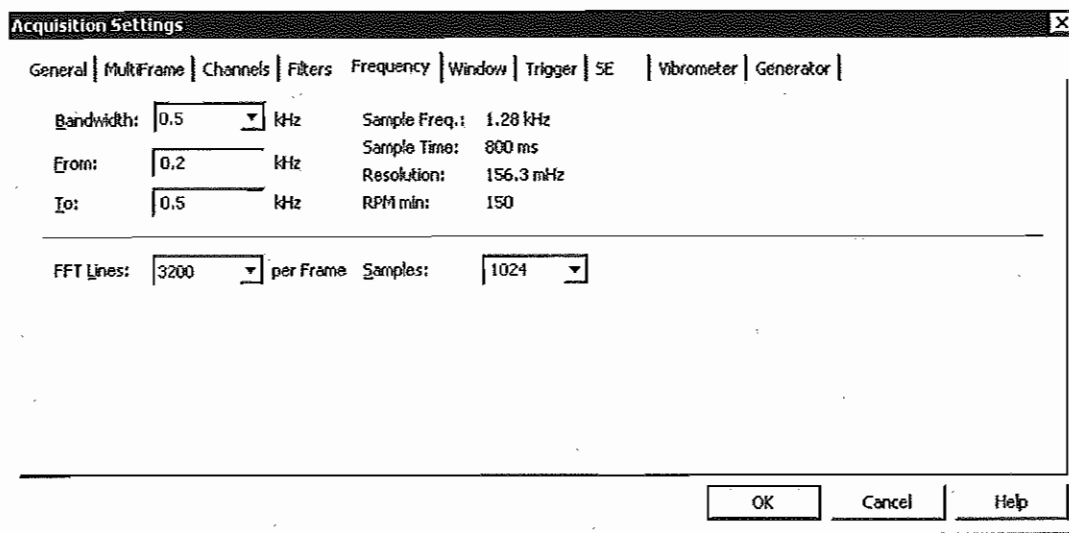 Acquisition Settings
General MultiFrame Channels Filters Frequency Window Trigger SE Vibrometer Generator
Bandwidth: 0.5 kHz Sample Freq.: 1.28 kHz
Sample Time: 800 ms
From: 0.2 kHz Resolution: 156.3 mHz
To: 0.5 kHz RPM min: 150
FFT Lines: 3200 per Frame Samples: 1024
OK Cancel Help